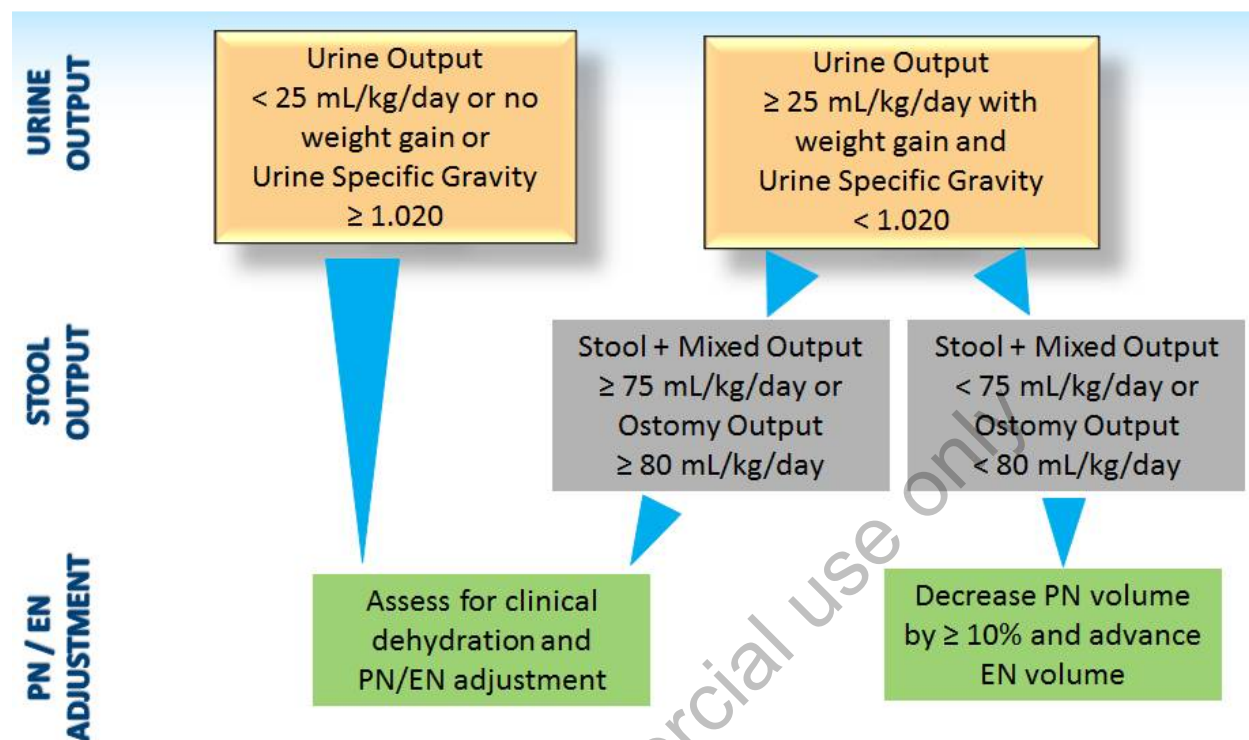 URINE
OUTPUT
Urine Output
< 25 mL/kg/day or no
weight gain or
Urine Specific Gravity
≥ 1.020
Urine Output
≥ 25 mL/kg/day with
weight gain and
Urine Specific Gravity
< 1.020
STOOL
OUTPUT
Stool + Mixed Output
≥ 75 mL/kg/day or
Ostomy Output
≥ 80 mL/kg/day
Stool + Mixed Output
< 75 mL/kg/day or
Ostomy Output
< 80 mL/kg/day
PN / EN
ADJUSTMENT
Assess for clinical
dehydration and
PN/EN adjustment
Decrease PN volume
by ≥ 10% and advance
EN volume
rcial use only